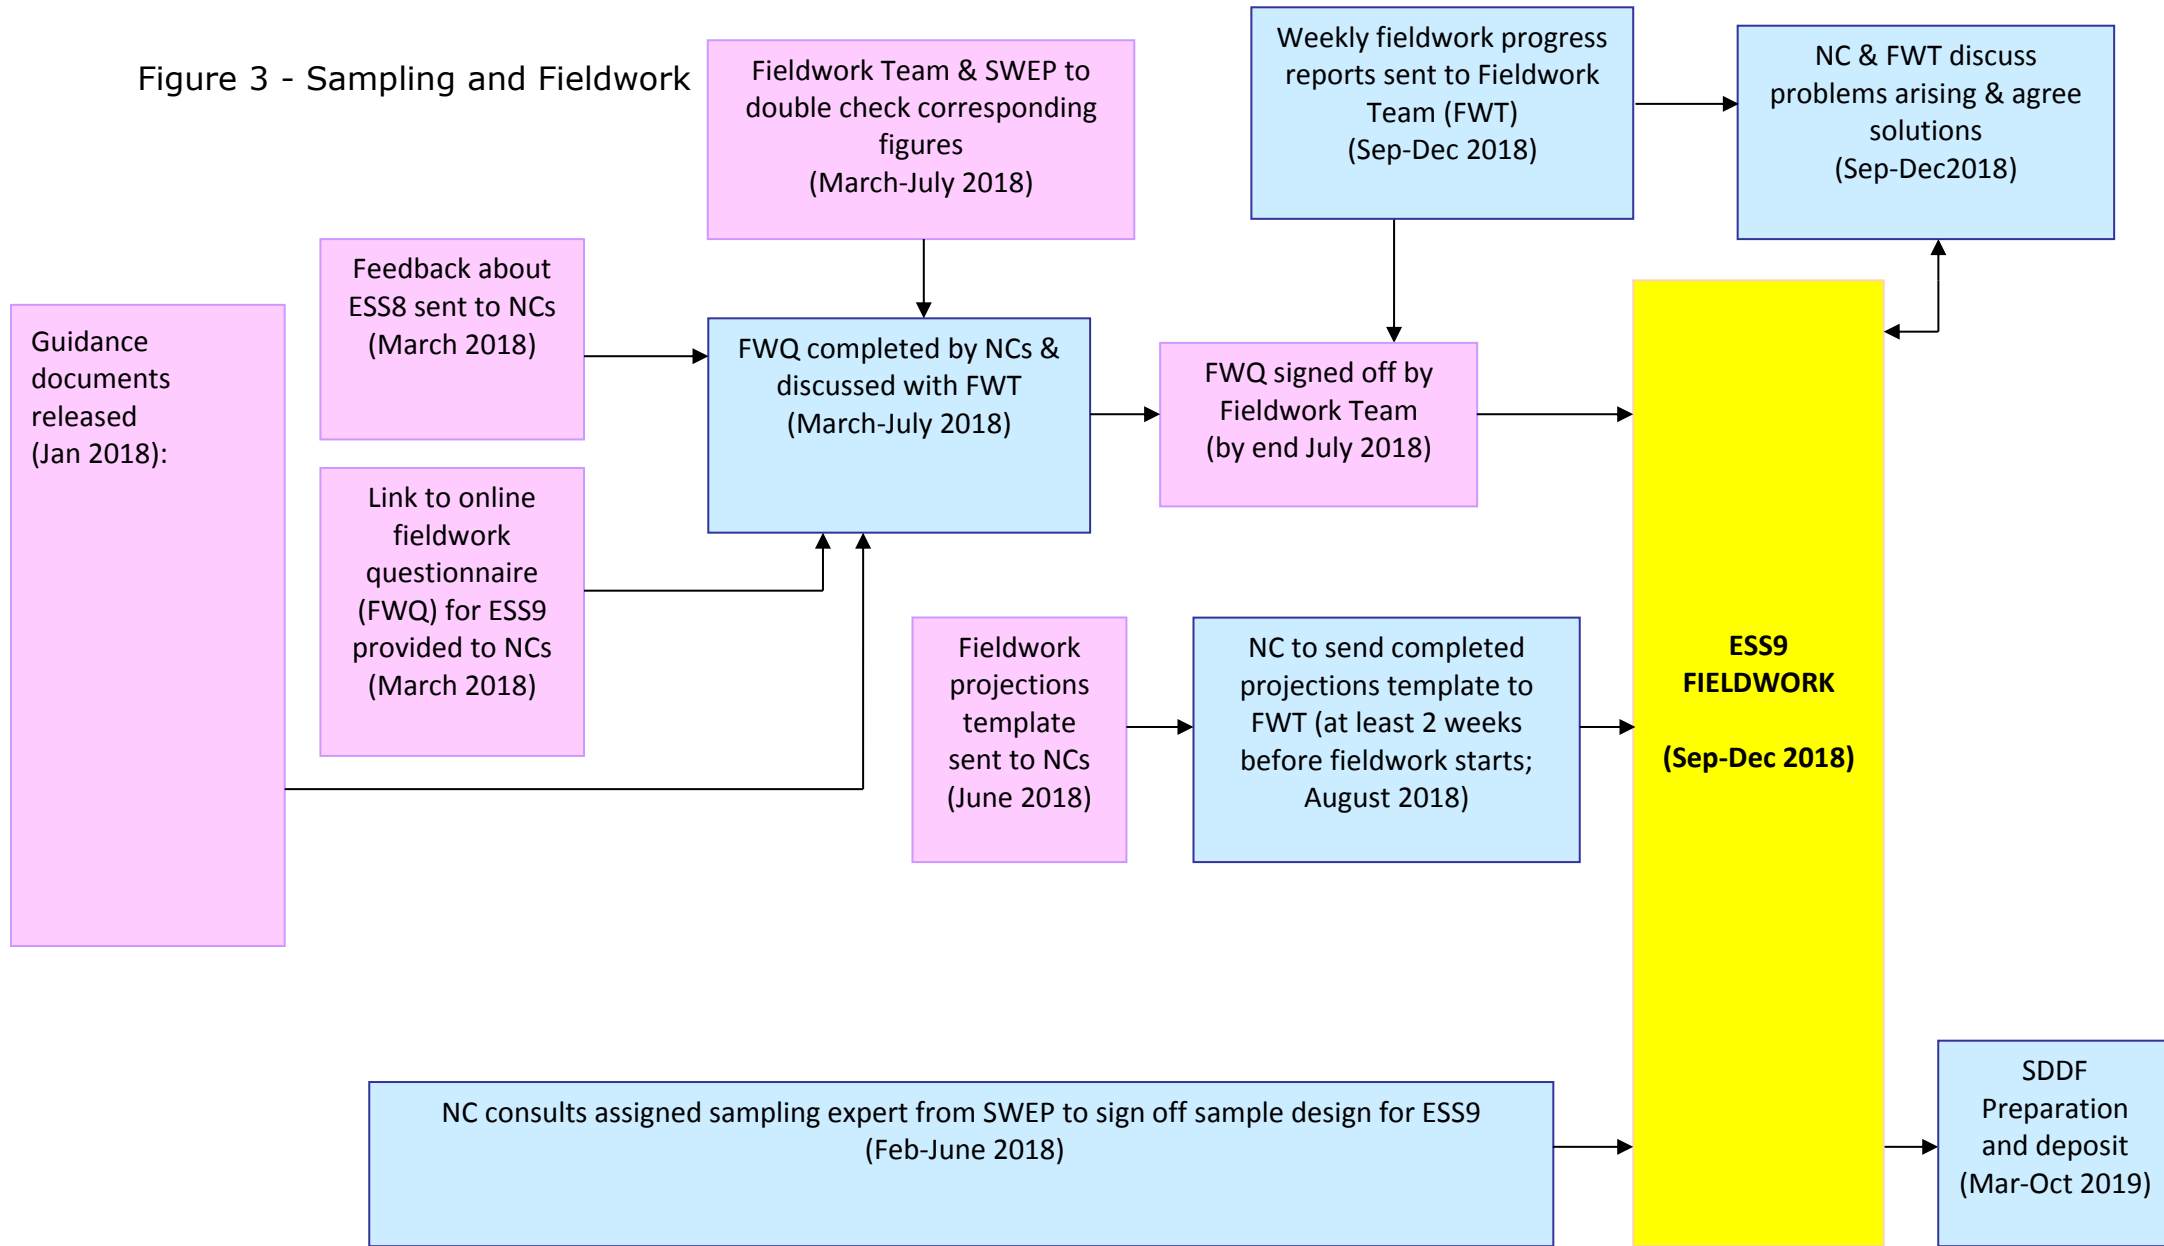 Figure 3 - Sampling and Fieldwork
Fieldwork Team & SWEP to
double check corresponding
figures
(March-July 2018)
Weekly fieldwork progress
reports sent to Fieldwork
Team (FWT)
(Sep-Dec 2018)
NC & FWT discuss
problems arising & agree
solutions
(Sep-Dec2018)
Guidance
documents
released
(Jan 2018):
Feedback about
ESS8 sent to NCs
(March 2018)
FWQ completed by NCs &
discussed with FWT
(March-July 2018)
FWQ signed off by
Fieldwork Team
(by end July 2018)
Link to online
fieldwork
questionnaire
(FWQ) for ESS9
provided to NCs
(March 2018)
Fieldwork
projections
template
sent to NCs
(June 2018)
NC to send completed
projections template to
FWT (at least 2 weeks
before fieldwork starts;
August 2018)
ESS9
FIELDWORK
(Sep-Dec 2018)
NC consults assigned sampling expert from SWEP to sign off sample design for ESS9
(Feb-June 2018)
SDDF
Preparation
and deposit
(Mar-Oct 2019)